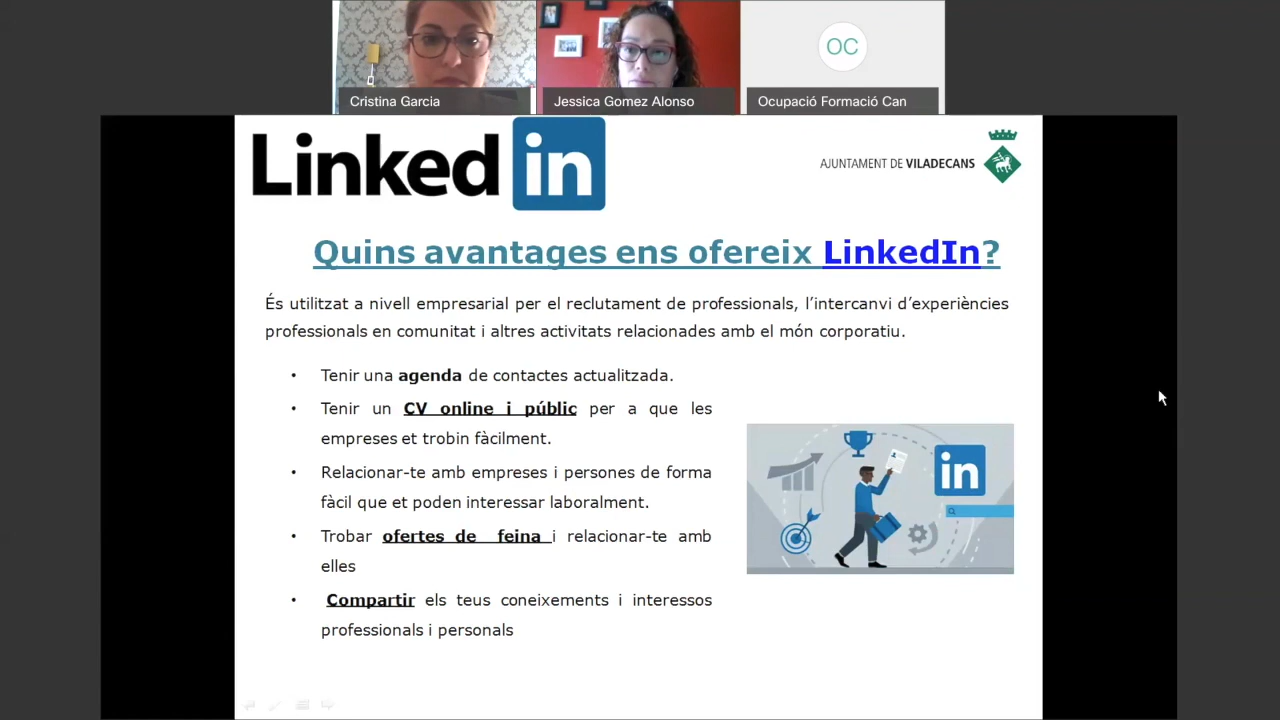 Cristina Garcia
Jessica Gomez Alonso
OC
Ocupació Formació Can
Linked in
AJUNTAMENT DE VILADECANS
Quins avantages ens ofereix LinkedIn?
És utilitzat a nivell empresarial per el reclutament de professionals, l’intercanvi d’experiències
professionals en comunitat i altres activitats relacionades amb el món corporatiu.
• Tenir una agenda de contactes actualitzada.
• Tenir un CV online i públic per a que les
empreses et trobin fàcilment.
• Relacionar-te amb empreses i persones de forma
fàcil que et poden interessar laboralment.
• Trobar ofertes de feina i relacionar-te amb
elles
• Compartir els teus coneixements i interessos
professionals i personals
in